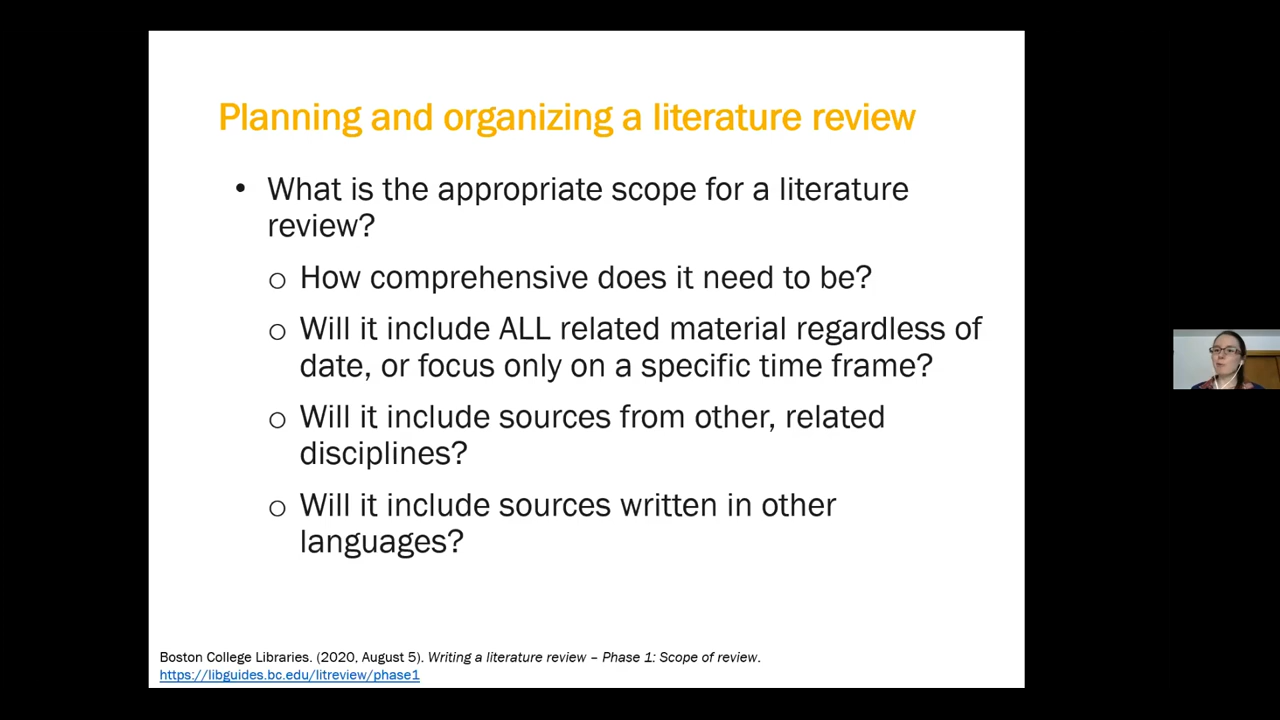 Planning and organizing a literature review
• What is the appropriate scope for a literature
review?
o How comprehensive does it need to be?
o Will it include ALL related material regardless of
date, or focus only on a specific time frame?
o Will it include sources from other, related
disciplines?
o Will it include sources written in other
languages?
Boston College Libraries. (2020, August 5). Writing a literature review – Phase 1: Scope of review.
https://libguides.bc.edu/litreview/phase1